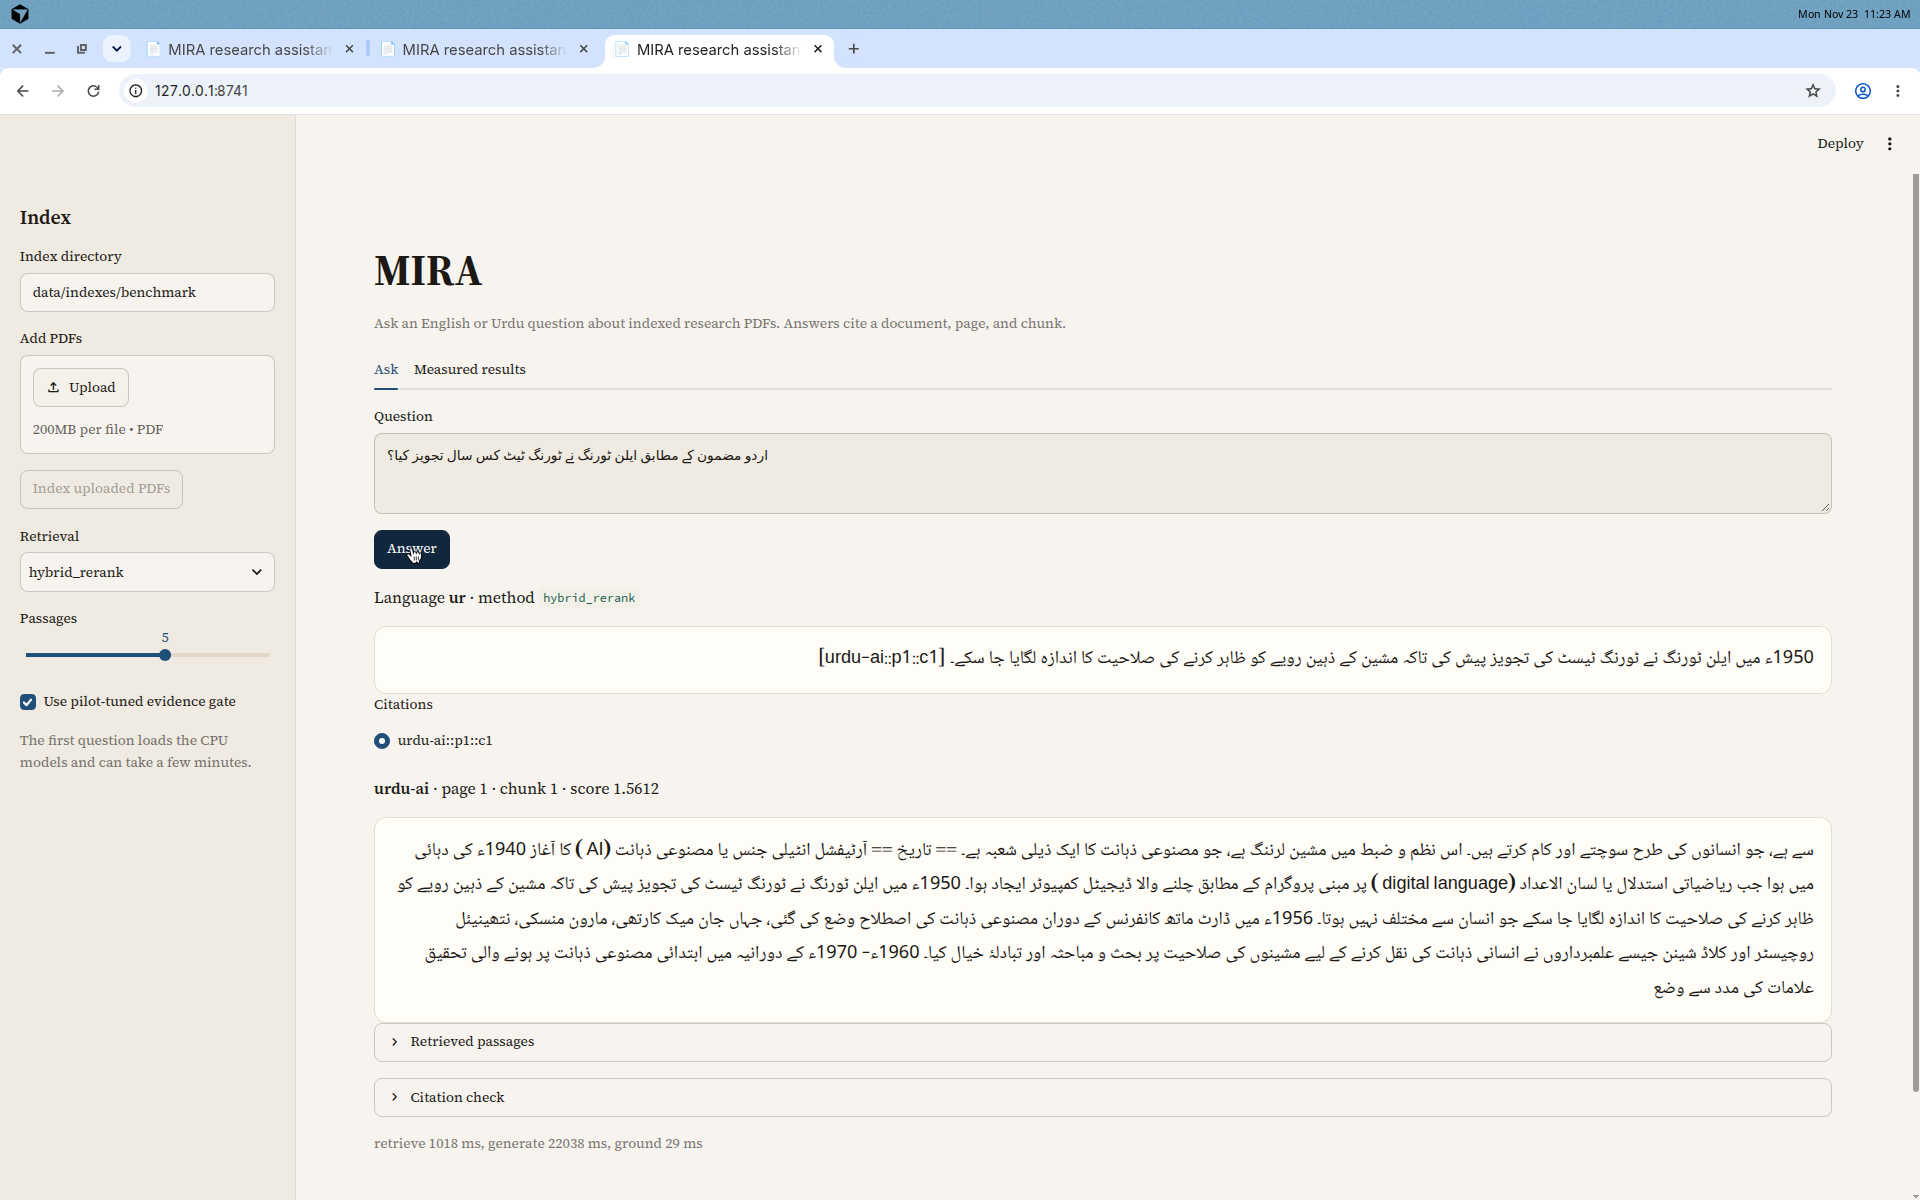 Mon Nov 23 11:23 AM
MIRA research assistan
MIRA research assistan
MIRA research assistan
127.0.0.1:8741
Deploy
Index
Index directory
data/indexes/benchmark
Add PDFs
Upload
200MB per file • PDF
Index uploaded PDFs
Retrieval
hybrid_rerank
Passages
5
Use pilot-tuned evidence gate
The first question loads the CPU
models and can take a few minutes.
MIRA
Ask an English or Urdu question about indexed research PDFs. Answers cite a document, page, and chunk.
Ask
Measured results
Question
اردو مضمون کے مطابق ایلن ٹورنگ نے ٹورنگ ٹیٹ کس سال تجویز کیا؟
Answer
Language ur · method hybrid_rerank
1950ء میں ایلن ٹورنگ نے ٹورنگ ٹیسٹ کی تجویز پیش کی تاکہ مشین کے ذہین رویے کو ظاہر کرنے کی صلاحیت کا اندازہ لگایا جا سکے۔ [urdu-ai::p1::c1]
Citations
urdu-ai::p1::c1
urdu-ai · page 1 · chunk 1 · score 1.5612
سے ہے، جو انسانوں کی طرح سوچتے اور کام کرتے ہیں۔ اس نظم و ضبط میں مشین لرننگ ہے، جو مصنوعی ذہانت کا ایک ذیلی شعبہ ہے۔ == تاریخ == آرٹیفشل انٹیلی جنس یا مصنوعی ذہانت (AI ) کا آغاز 1940ء کی دہائی
میں ہوا جب ریاضیاتی استدلال یا لسان الاعداد (digital language ) پر مبنی پروگرام کے مطابق چلنے والا ڈیجیٹل کمپیوٹر ایجاد ہوا۔ 1950ء میں ایلن ٹورنگ نے ٹورنگ ٹیسٹ کی تجویز پیش کی تاکہ مشین کے ذہین رویے کو
ظاہر کرنے کی صلاحیت کا اندازہ لگایا جا سکے جو انسان سے مختلف نہیں ہوتا۔ 1956ء میں ڈارٹ ماتھ کانفرنس کے دوران مصنوعی ذہانت کی اصطلاح وضع کی گئی، جہاں جان میک کارتھی، مارون منسکی، نتھینیئل
روچیسٹر اور کلاڈ شینن جیسے علمبرداروں نے انسانی ذہانت کی نقل کرنے کے لیے مشینوں کی صلاحیت پر بحث و مباحثہ اور تبادلۂ خیال کیا۔ 1960ء- 1970ء کے دورانیہ میں ابتدائی مصنوعی ذہانت پر ہونے والی تحقیق
علامات کی مدد سے وضع
Retrieved passages
Citation check
retrieve 1018 ms, generate 22038 ms, ground 29 ms